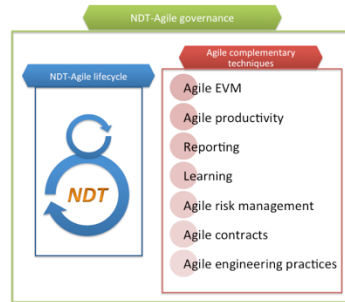 NDT-Agile governance
NDT-Agile lifecycle
NDT
Agile complementary
techniques
Agile EVM
Agile productivity
Reporting
Learning
Agile risk management
Agile contracts
Agile engineering practices